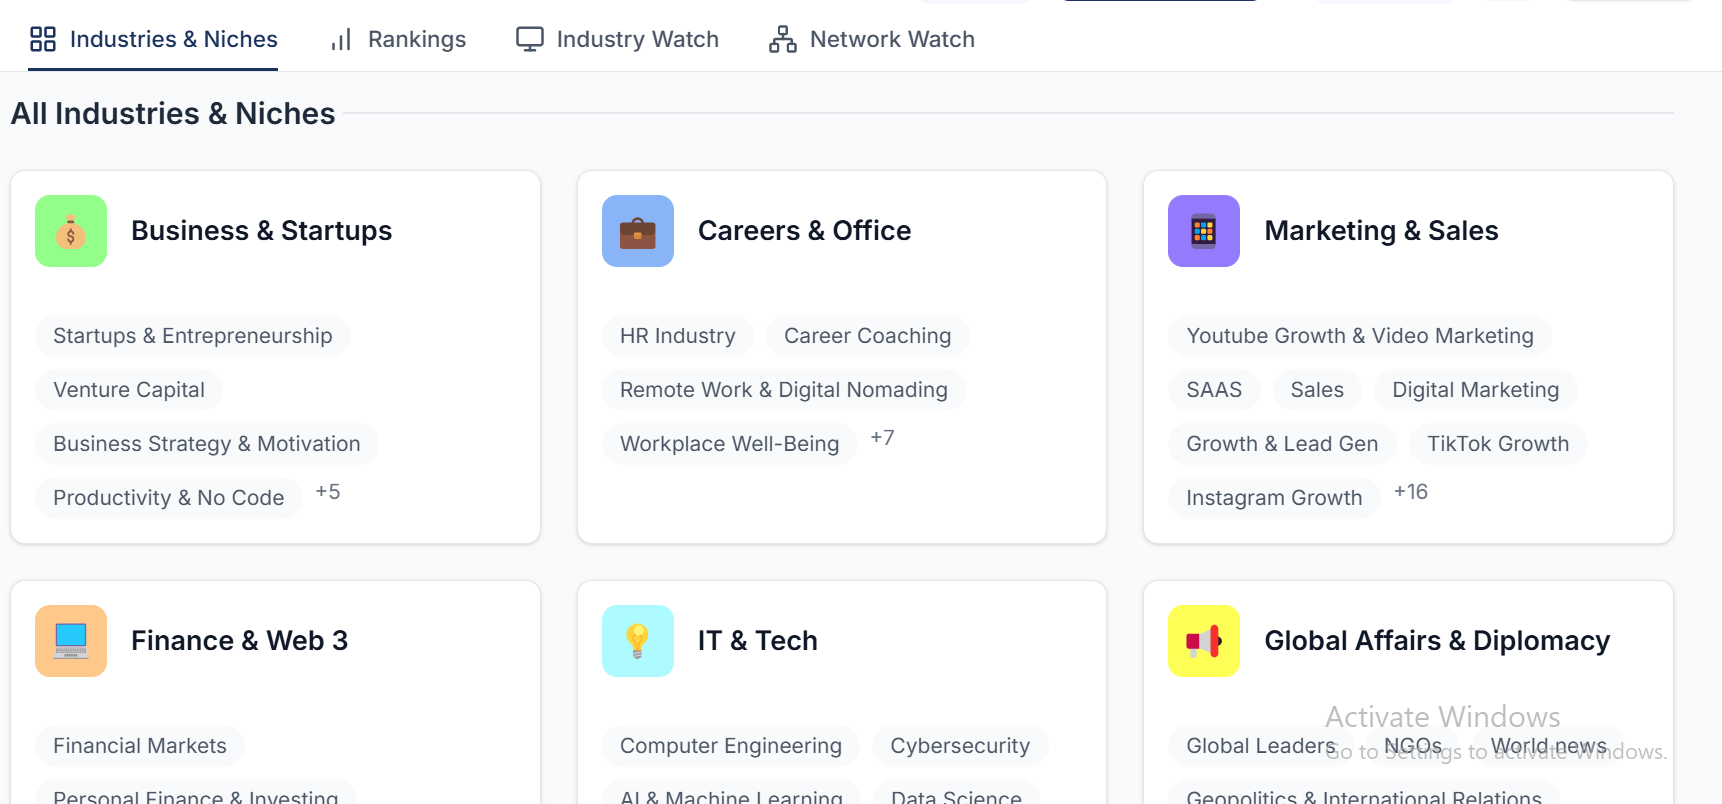 Industries & Niches
Rankings
Industry Watch
Network Watch
All Industries & Niches
Business & Startups
Startups & Entrepreneurship
Venture Capital
Business Strategy & Motivation
Productivity & No Code +5
Careers & Office
HR Industry Career Coaching
Remote Work & Digital Nomading
Workplace Well-Being +7
Marketing & Sales
Youtube Growth & Video Marketing
SAAS Sales Digital Marketing
Growth & Lead Gen TikTok Growth
Instagram Growth +16
Finance & Web 3
Financial Markets
Personal Finance & Investing
IT & Tech
Computer Engineering Cybersecurity
AI & Machine Learning Data Science
Global Affairs & Diplomacy
Global Leaders NGOs World news
Geopolitics & International Relations
Activate Windows
Go to Settings to activate Windows.